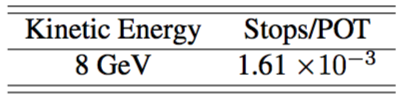 Kinetic Energy Stops/POT
8 GeV 1.61 ×10⁻³